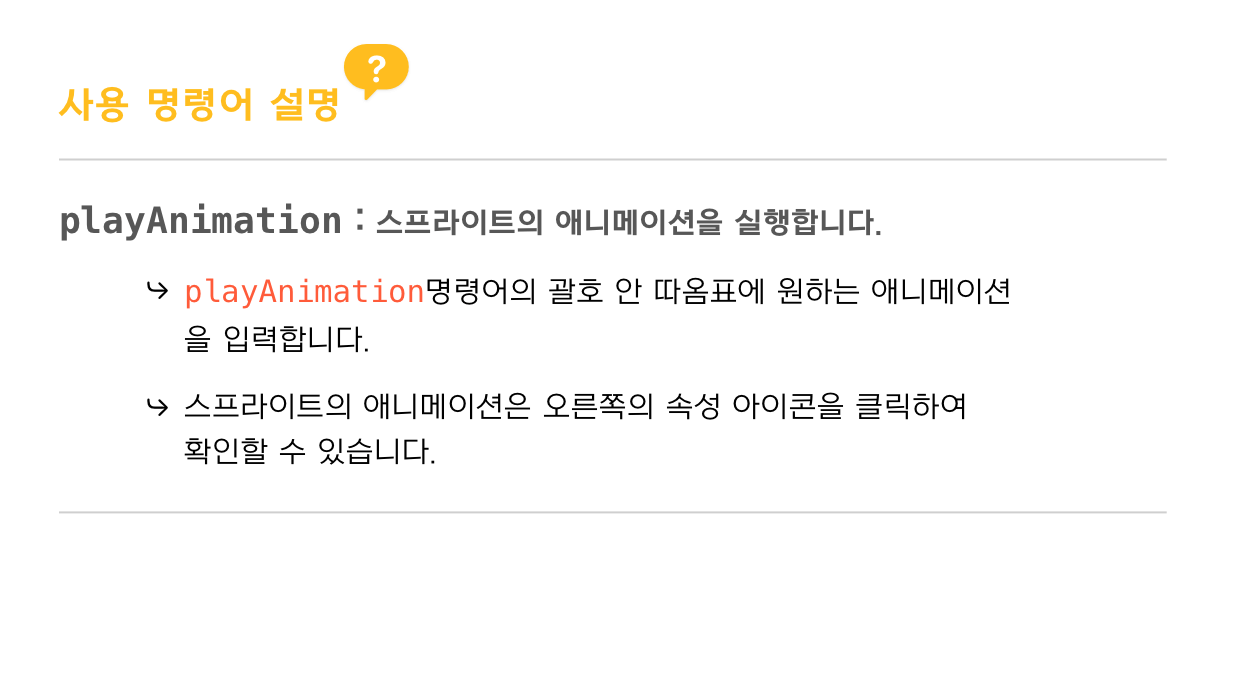 사용 명령어 설명 ?
playAnimation : 스프라이트의 애니메이션을 실행합니다.
↪ playAnimation명령어의 괄호 안 따옴표에 원하는 애니메이션
을 입력합니다.
↪ 스프라이트의 애니메이션은 오른쪽의 속성 아이콘을 클릭하여
확인할 수 있습니다.